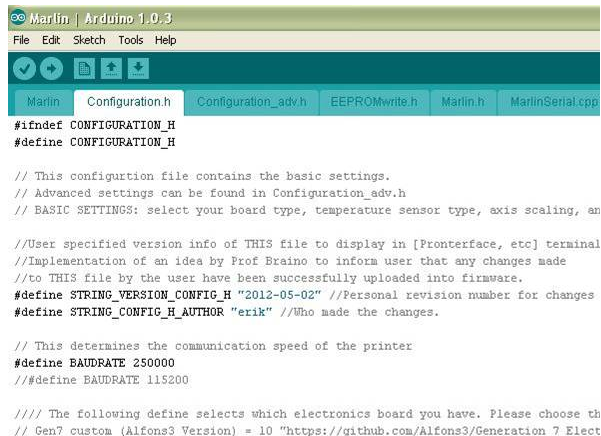 Marlin | Arduino 1.0.3
File Edit Sketch Tools Help
Marlin Configuration.h Configuration_adv.h EEPROMwrite.h Marlin.h MarlinSerial.cpp
#ifndef CONFIGURATION_H
#define CONFIGURATION_H
// This configurtion file contains the basic settings.
// Advanced settings can be found in Configuration_adv.h
// BASIC SETTINGS: select your board type, temperature sensor type, axis scaling, an
//User specified version info of THIS file to display in [Pronterface, etc] terminal
//Implementation of an idea by Prof Braino to inform user that any changes made
//to THIS file by the user have been successfully uploaded into firmware.
#define STRING_VERSION_CONFIG_H "2012-05-02" //Personal revision number for changes
#define STRING_CONFIG_H_AUTHOR "erik" //Who made the changes.
// This determines the communication speed of the printer
#define BAUDRATE 250000
//#define BAUDRATE 115200
//// The following define selects which electronics board you have. Please choose th
// Gen7 custom (Alfons3 Version) = 10 "https://github.com/Alfons3/Generation_7_Elect